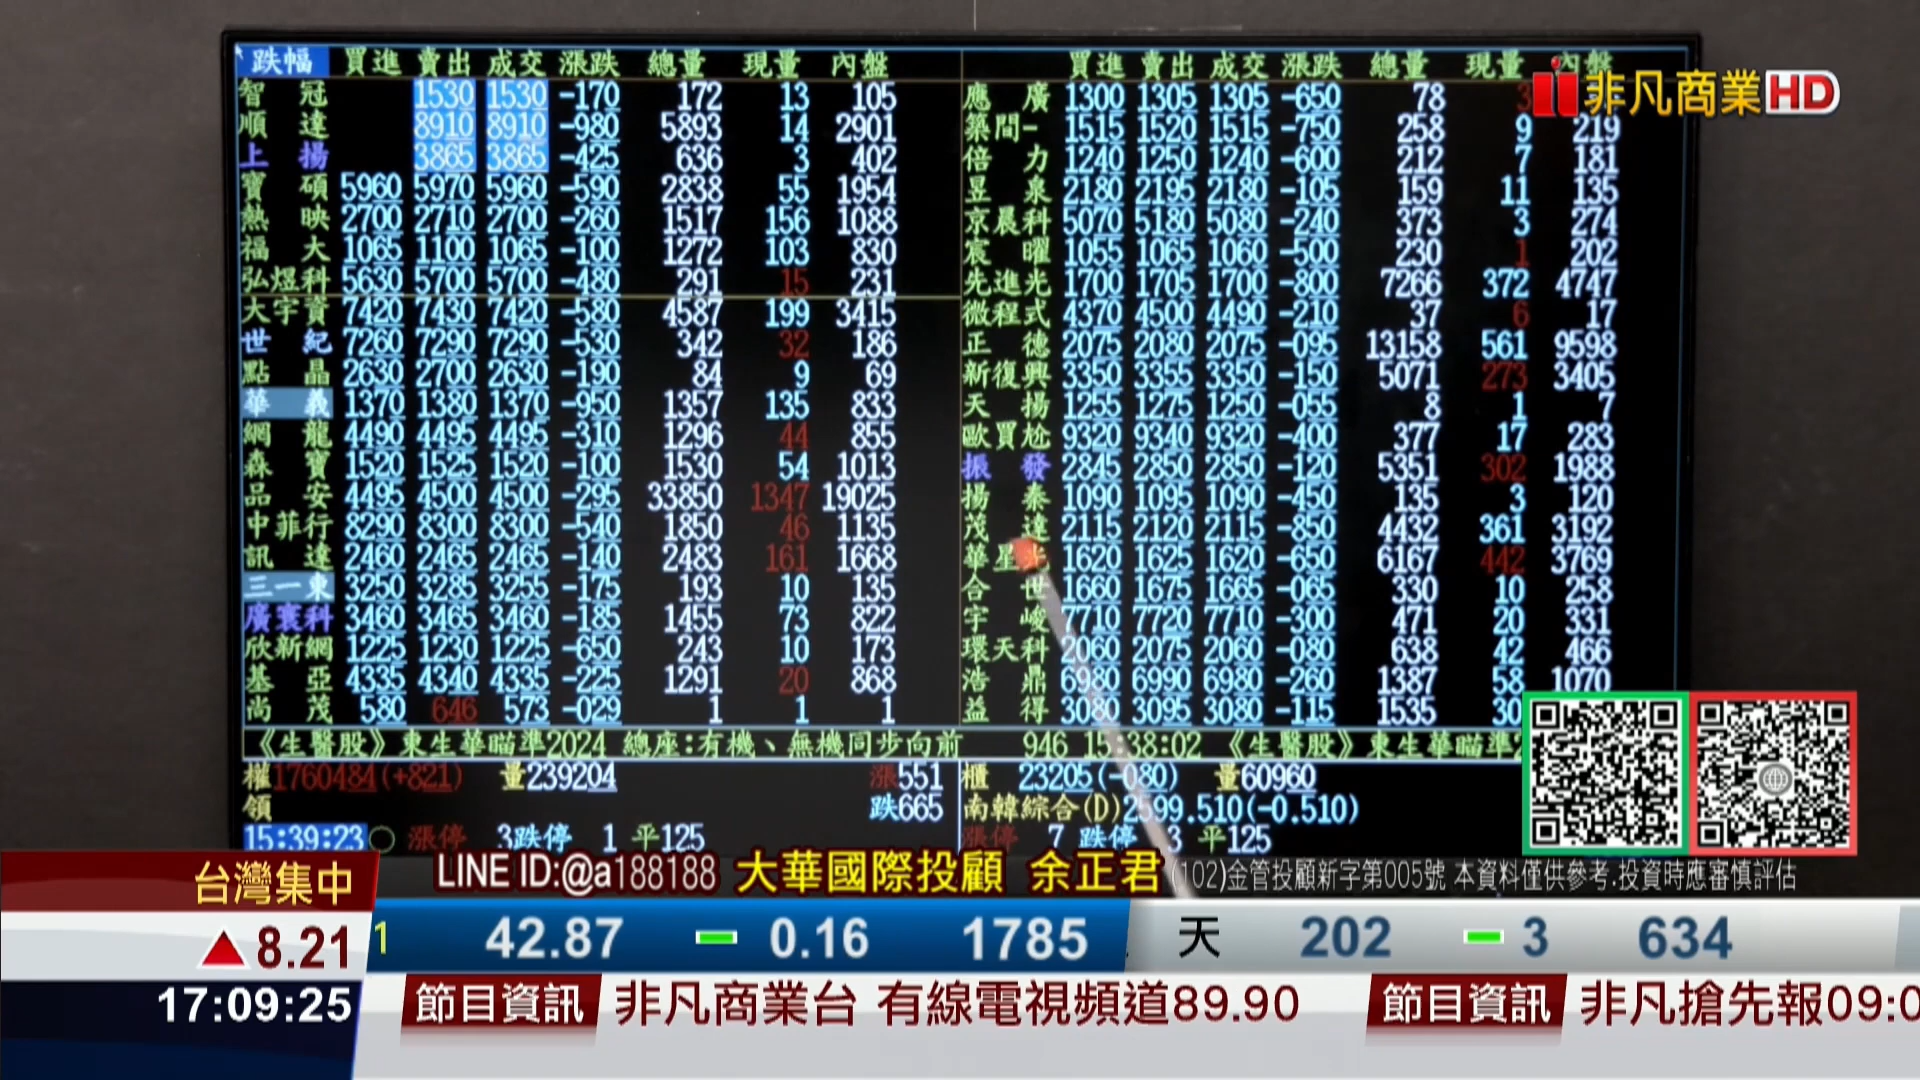 跌幅 買進 賣出 成交 漲跌 總量 現量 內盤 買進 賣出 成交 漲跌 總量 現量 內盤
非凡商業HD
智冠 1530 1530 -170 172 13 105 應廣 1300 1305 1305 -650 78 3
順達 8910 8910 -980 5893 14 2901 築間- 1515 1520 1515 -750 258 9 219
上揚 3865 3865 -425 636 3 402 倍力 1240 1250 1240 -600 212 7 181
寶碩 5960 5970 5960 -590 2838 55 1954 昱泉 2180 2195 2180 -105 159 11 135
熱映 2700 2710 2700 -260 1517 156 1088 京晨科 5070 5180 5080 -240 373 3 274
福大 1065 1100 1065 -100 1272 103 830 宸曜 1055 1065 1060 -500 230 1 202
弘煜科 5630 5700 5700 -480 291 15 231 先進光 1700 1705 1700 -800 7266 372 4747
大宇資 7420 7430 7420 -580 4587 199 3415 微程式 4370 4500 4490 -210 37 6 17
世紀 7260 7290 7290 -530 342 32 186 正德 2075 2080 2075 -095 13158 561 9598
點晶 2630 2700 2630 -190 84 9 69 新復興 3350 3355 3350 -150 5071 273 3405
華義 1370 1380 1370 -950 1357 135 833 天揚 1255 1275 1250 -055 8 1 7
網龍 4490 4495 4495 -310 1296 44 855 歐買尬 9320 9340 9320 -400 377 17 283
森寶 1520 1525 1520 -100 1530 54 1013 振發 2845 2850 2850 -120 5351 302 1988
品安 4495 4500 4500 -295 33850 1347 19025 揚秦 1090 1095 1090 -450 135 3 120
中菲行 8290 8300 8300 -540 1850 46 1135 茂達 2115 2120 2115 -850 4432 361 3192
訊達 2460 2465 2465 -140 2483 161 1668 華星 1620 1625 1620 -650 6167 442 3769
三一東 3250 3285 3255 -175 193 10 135 合世 1660 1675 1665 -065 330 10 258
廣寰科 3460 3465 3460 -185 1455 73 822 宇峻 7710 7720 7710 -300 471 20 331
欣新網 1225 1230 1225 -650 243 10 173 環天科 2060 2075 2060 -080 638 42 466
基亞 4335 4340 4335 -225 1291 20 868 浩鼎 6980 6990 6980 -260 1387 58 1070
尚茂 580 646 573 -029 1 1 1 益得 3080 3095 3080 -115 1535 30
《生醫股》東生華瞄準2024 總座:有機、無機同步向前 946 15:38:02 《生醫股》東生華瞄準
權1760484(+821) 量239204 漲551 櫃 23205(-080) 量60960
領 跌665 南韓綜合(D)2599.510(-0.510)
15:39:23 漲停 3跌停 1 平125 漲停 7 跌停 3 平125
台灣集中 LINE ID:@a188188 大華國際投顧 余正君 (102)金管投顧新字第005號 本資料僅供參考.投資時應審慎評估
▲8.21 1 42.87 0.16 1785 天 202 3 634
17:09:25 節目資訊 非凡商業台 有線電視頻道89.90 節目資訊 非凡搶先報09:0